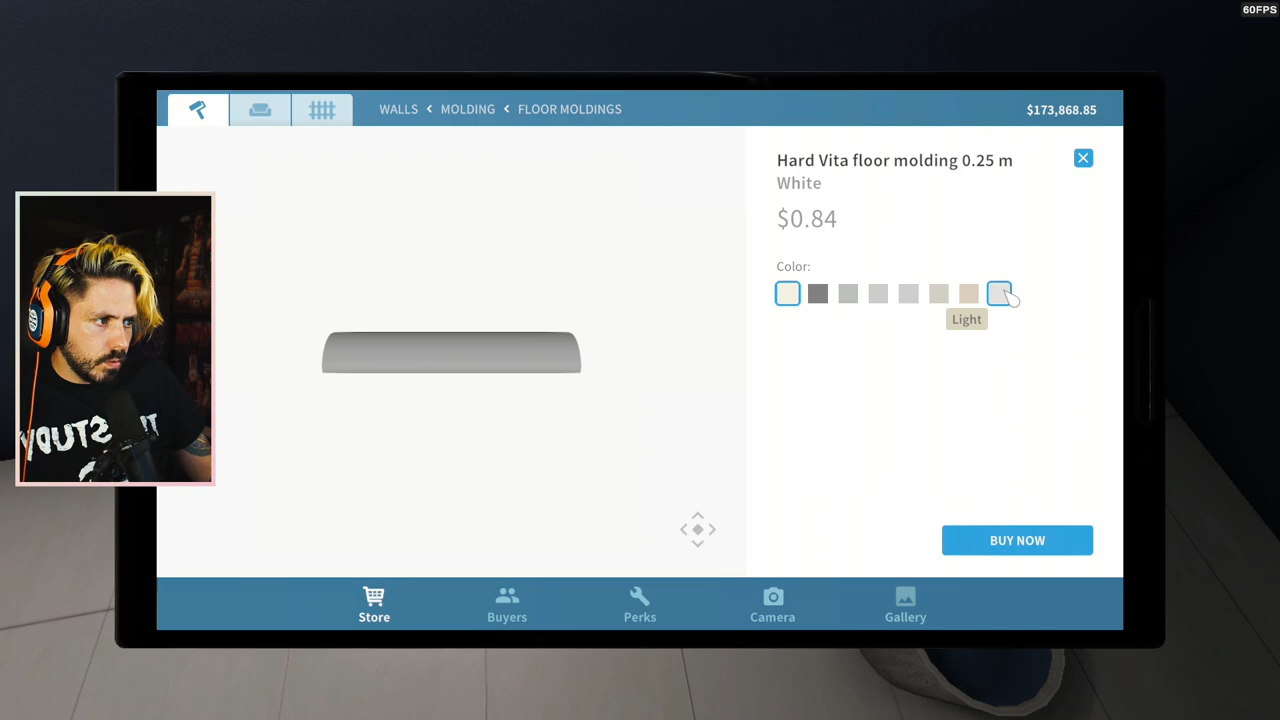 60FPS
WALLS < MOLDING < FLOOR MOLDINGS
$173,868.85
Hard Vita floor molding 0.25 m
White
$0.84
Color:
Light
BUY NOW
Store
Buyers
Perks
Camera
Gallery